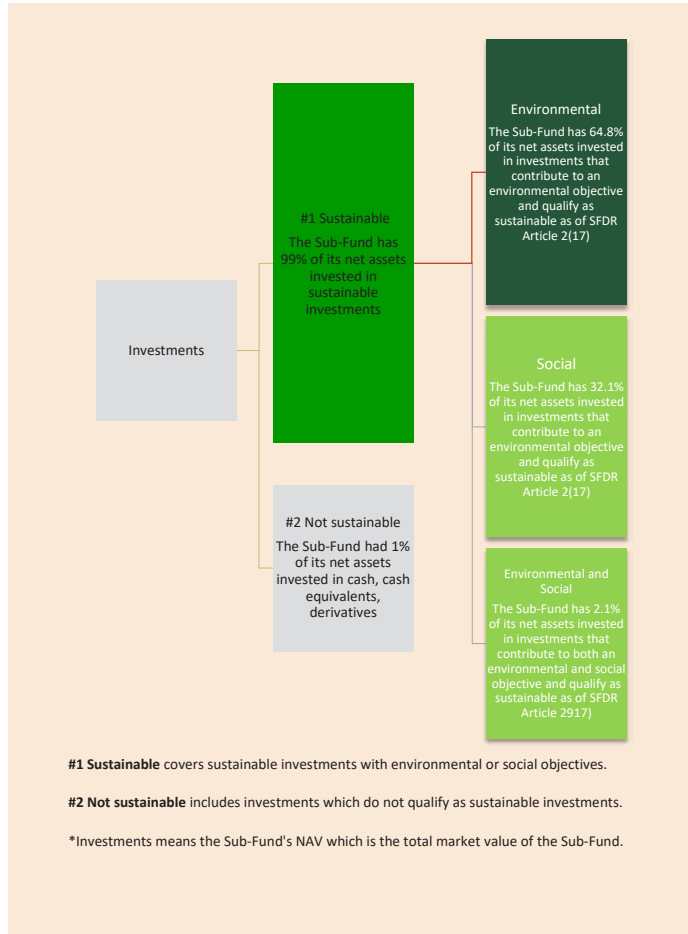 Investments
#1 Sustainable
The Sub-Fund has
99% of its net assets
invested in
sustainable
investments
#2 Not sustainable
The Sub-Fund had 1%
of its net assets
invested in cash, cash
equivalents,
derivatives
Environmental
The Sub-Fund has 64.8%
of its net assets invested
in investments that
contribute to an
environmental objective
and qualify as
sustainable as of SFDR
Article 2(17)
Social
The Sub-Fund has 32.1%
of its net assets invested
in investments that
contribute to an
environmental objective
and qualify as
sustainable as of SFDR
Article 2(17)
Environmental and
Social
The Sub-Fund has 2.1%
of its net assets invested
in investments that
contribute to both an
environmental and social
objective and qualify as
sustainable as of SFDR
Article 2917)
#1 Sustainable covers sustainable investments with environmental or social objectives.
#2 Not sustainable includes investments which do not qualify as sustainable investments.
*Investments means the Sub-Fund's NAV which is the total market value of the Sub-Fund.